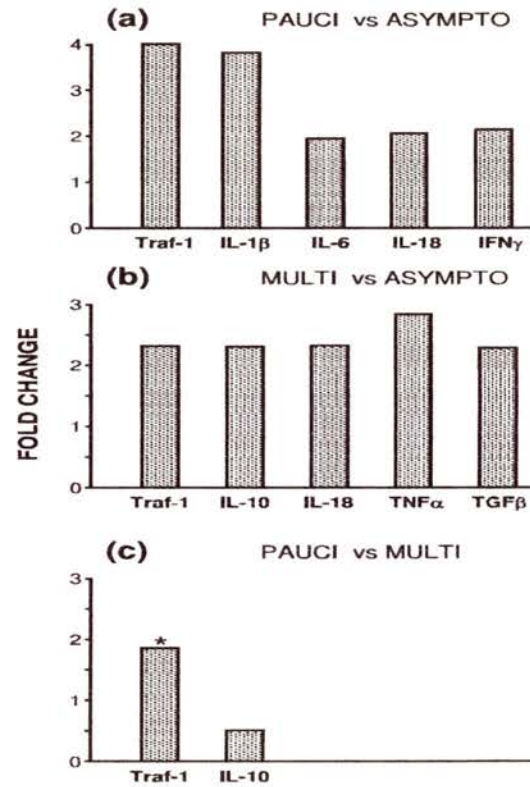 (a) PAUCI vs ASYMPTO
4
3
2
1
0
Traf-1 IL-1β IL-6 IL-18 IFNγ
(b) MULTI vs ASYMPTO
3
2
1
0
Traf-1 IL-10 IL-18 TNFα TGFβ
FOLD CHANGE
(c) PAUCI vs MULTI
3
2
1
0
*
Traf-1 IL-10